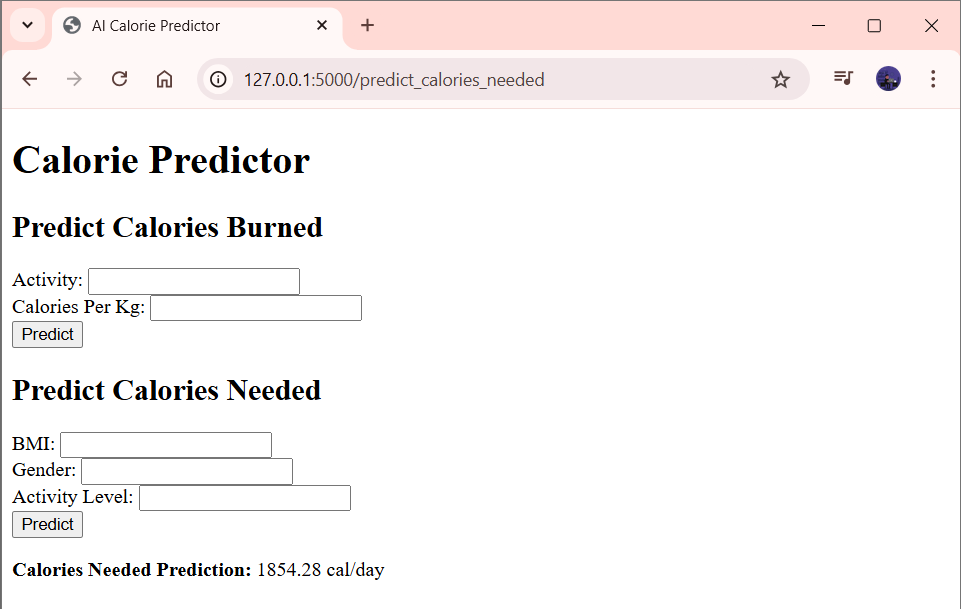 AI Calorie Predictor
127.0.0.1:5000/predict_calories_needed
Calorie Predictor
Predict Calories Burned
Activity:
Calories Per Kg:
Predict
Predict Calories Needed
BMI:
Gender:
Activity Level:
Predict
Calories Needed Prediction: 1854.28 cal/day